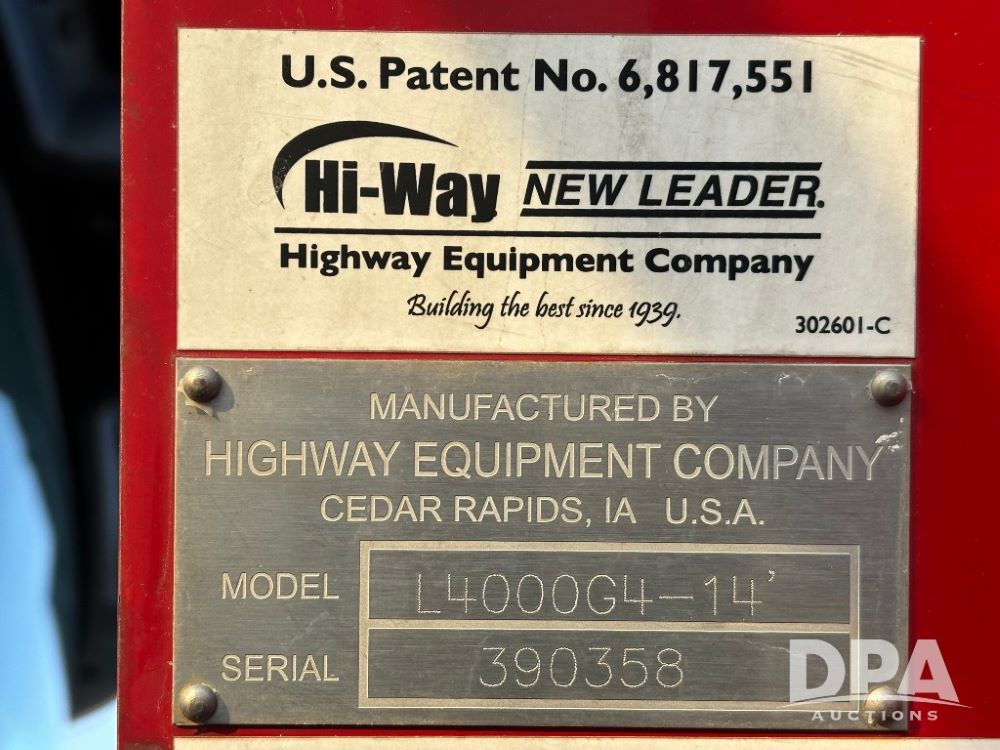 U.S. Patent No. 6,817,551
Hi-Way NEW LEADER.
Highway Equipment Company
Building the best since 1939.
302601-C
MANUFACTURED BY
HIGHWAY EQUIPMENT COMPANY
CEDAR RAPIDS, IA U.S.A.
MODEL L4000G4-14'
SERIAL 390358
DPA
AUCTIONS